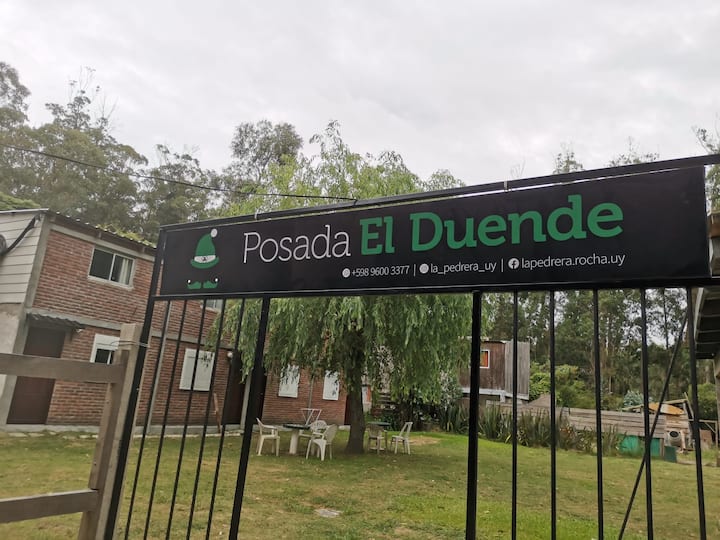 Posada El Duende
+598 9600 3377 | la_pedrera_uy | lapedrera.rocha.uy